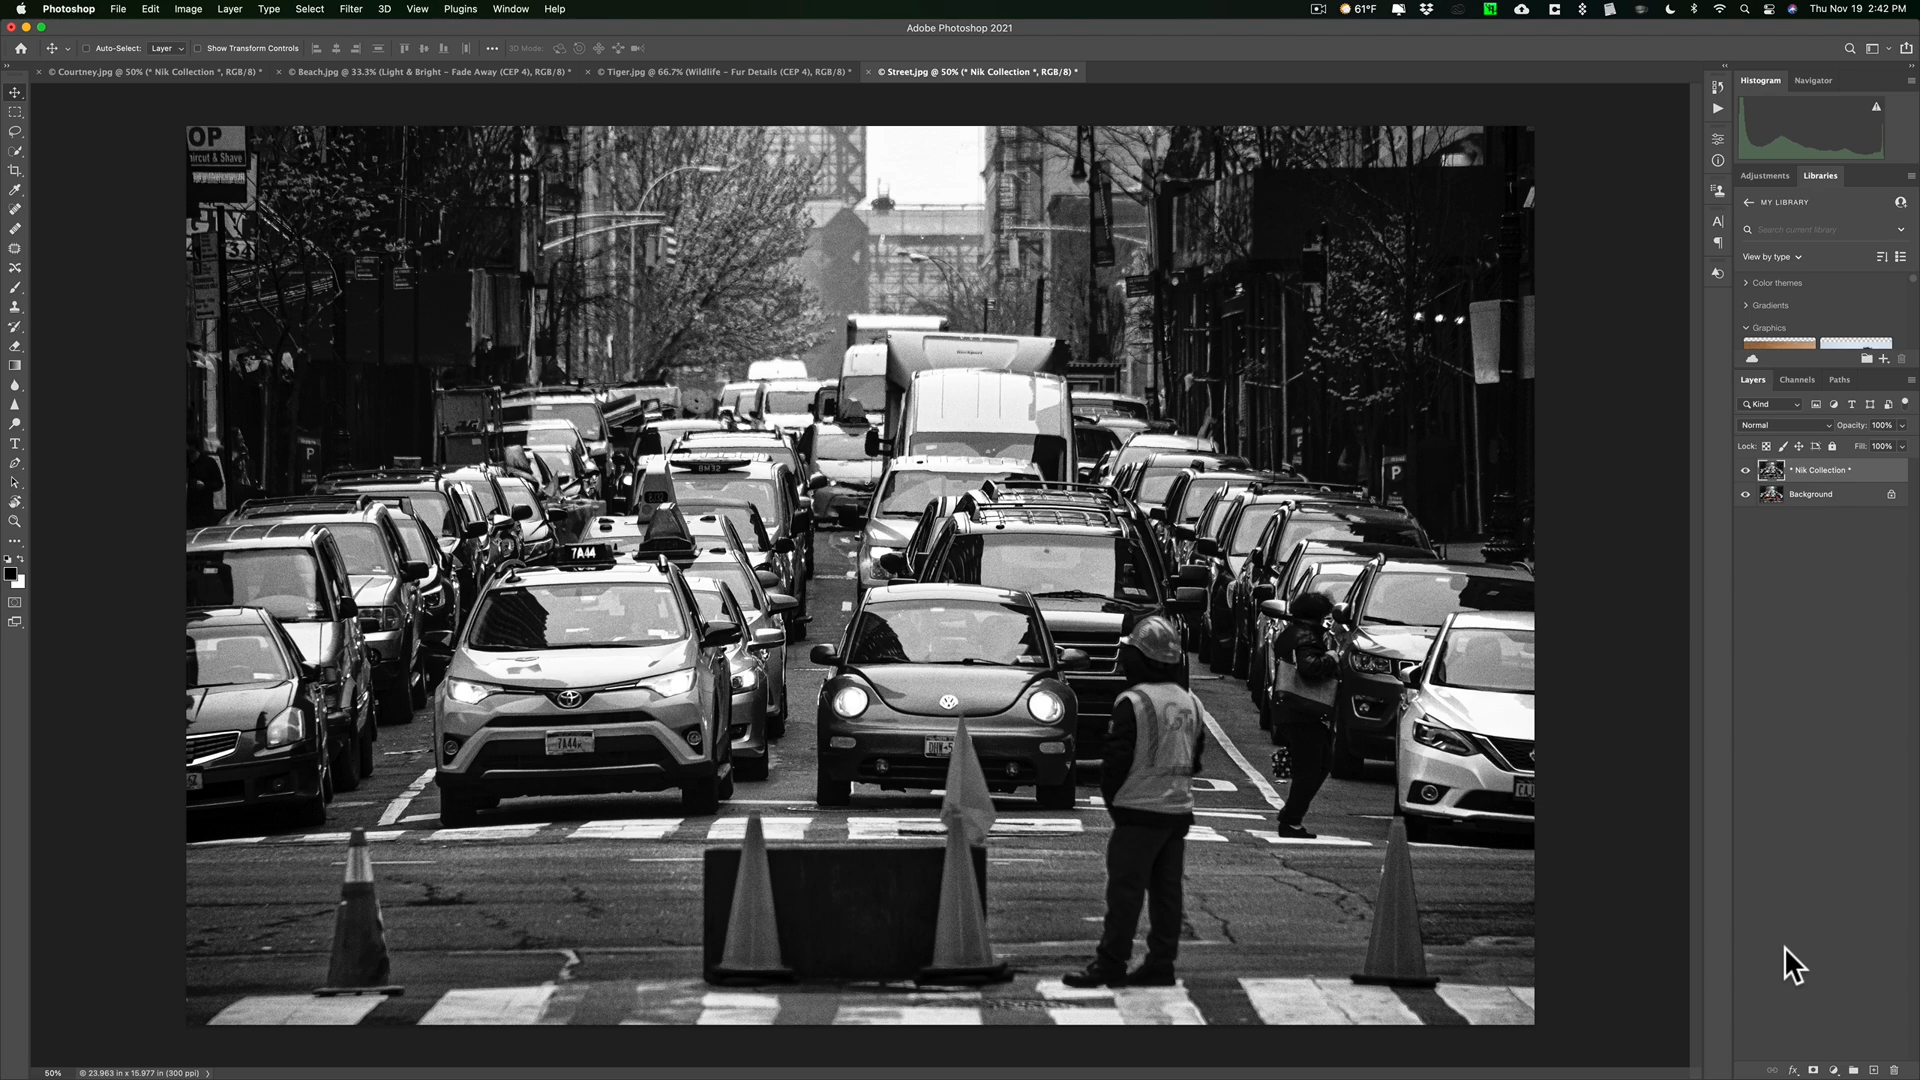 Photoshop File Edit Image Layer Type Select Filter 3D View Plugins Window Help 61°F Thu Nov 19 2:42 PM
Adobe Photoshop 2021
Auto-Select: Layer Show Transform Controls 3D Mode:
© Courtney.jpg @ 50% (* Nik Collection *, RGB/8) * © Beach.jpg @ 33.3% (Light & Bright - Fade Away (CEP 4), RGB/8) * © Tiger.jpg @ 66.7% (Wildlife - Fur Details (CEP 4), RGB/8) * © Street.jpg @ 50% (* Nik Collection *, RGB/8) *
Histogram Navigator
Adjustments Libraries
MY LIBRARY
Search current library
View by type
Color themes
Gradients
Graphics
Layers Channels Paths
Kind
Normal Opacity: 100%
Lock: Fill: 100%
* Nik Collection *
Background
OP
ircut & Shave
GN
P
8M32
P
7A44
7A44
50% 23.963 in x 15.977 in (300 ppi)